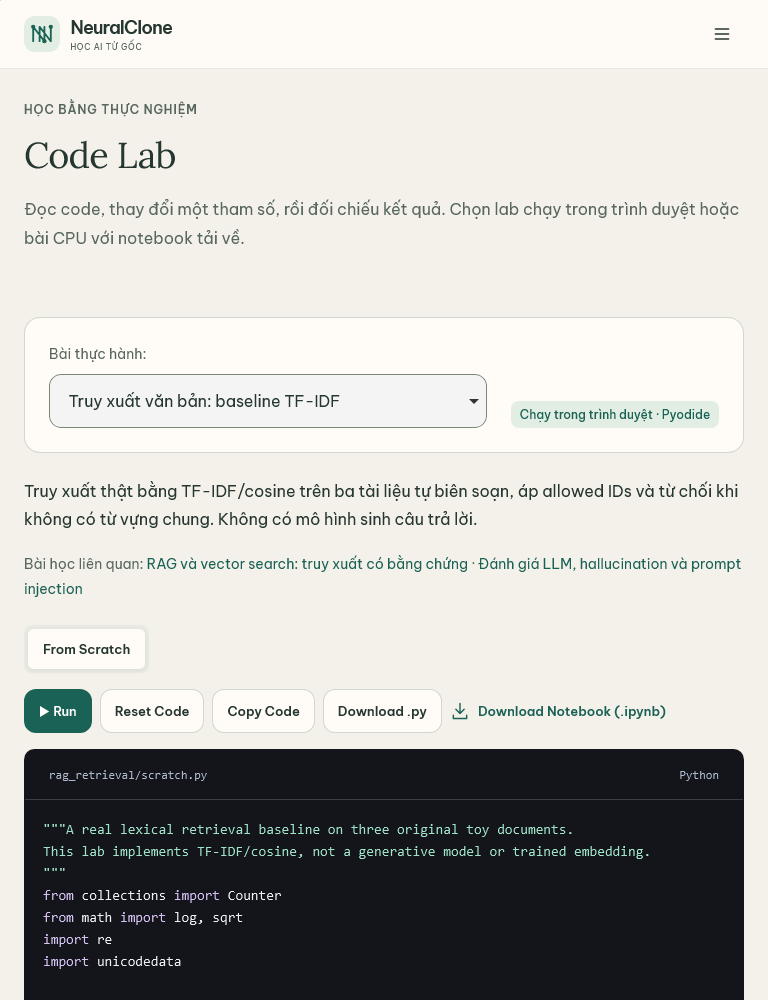 NeuralClone
HỌC AI TỪ GỐC
HỌC BẰNG THỰC NGHIỆM
Code Lab
Đọc code, thay đổi một tham số, rồi đối chiếu kết quả. Chọn lab chạy trong trình duyệt hoặc
bài CPU với notebook tải về.
Bài thực hành:
Truy xuất văn bản: baseline TF-IDF
Chạy trong trình duyệt · Pyodide
Truy xuất thật bằng TF-IDF/cosine trên ba tài liệu tự biên soạn, áp allowed IDs và từ chối khi
không có từ vựng chung. Không có mô hình sinh câu trả lời.
Bài học liên quan: RAG và vector search: truy xuất có bằng chứng · Đánh giá LLM, hallucination và prompt
injection
From Scratch
Run
Reset Code
Copy Code
Download .py
Download Notebook (.ipynb)
rag_retrieval/scratch.py
Python
"""A real lexical retrieval baseline on three original toy documents.
This lab implements TF-IDF/cosine, not a generative model or trained embedding.
"""
from collections import Counter
from math import log, sqrt
import re
import unicodedata